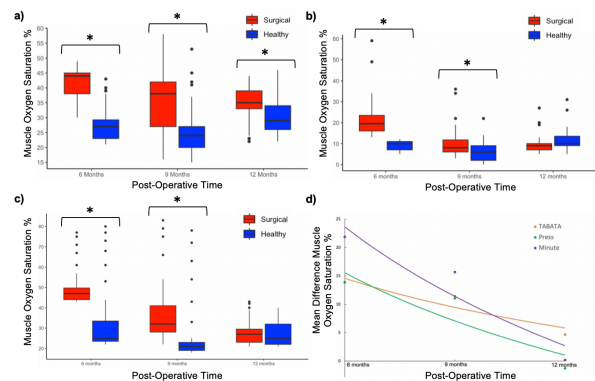 a)
Surgical
Healthy
*
*
*
Muscle Oxygen Saturation %
60
55
50
45
40
35
30
25
20
15
6 Months
9 Months
12 Months
Post-Operative Time
b)
Surgical
Healthy
*
*
Muscle Oxygen Saturation %
60
50
40
30
20
10
0
6 months
9 months
12 months
Post-Operative Time
c)
Surgical
Healthy
*
*
Muscle Oxygen Saturation %
80
70
60
50
40
30
20
6 months
9 months
12 months
Post-Operative Time
d)
TABATA
Press
Minute
Mean Difference Muscle
Oxygen Saturation %
25
20
15
10
5
0
6 months
9 months
12 months
Post-Operative Time